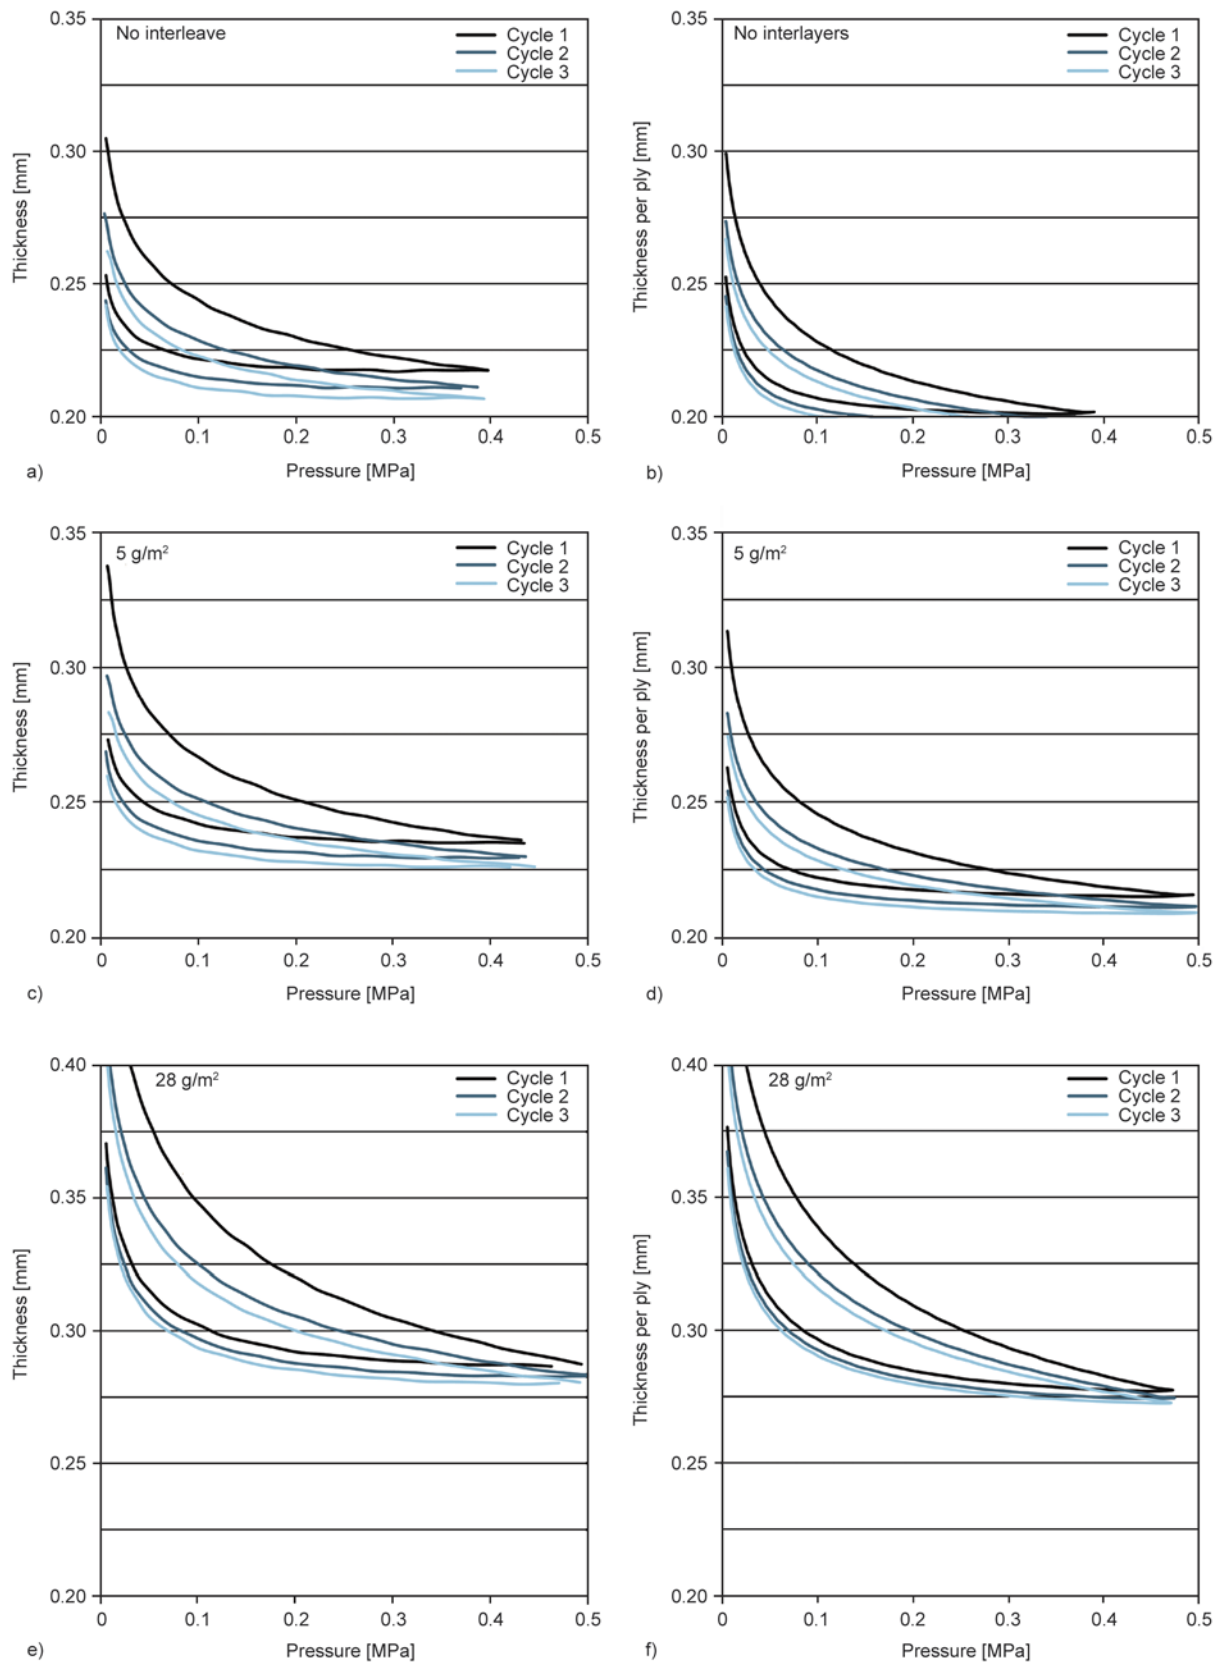 No interleave
Cycle 1
Cycle 2
Cycle 3
0.35
0.30
0.25
0.20
Thickness [mm]
0 0.1 0.2 0.3 0.4 0.5
Pressure [MPa]
a)
No interlayers
Cycle 1
Cycle 2
Cycle 3
0.35
0.30
0.25
0.20
Thickness per ply [mm]
0 0.1 0.2 0.3 0.4 0.5
Pressure [MPa]
b)
5 g/m²
Cycle 1
Cycle 2
Cycle 3
0.35
0.30
0.25
0.20
Thickness [mm]
0 0.1 0.2 0.3 0.4 0.5
Pressure [MPa]
c)
5 g/m²
Cycle 1
Cycle 2
Cycle 3
0.35
0.30
0.25
0.20
Thickness per ply [mm]
0 0.1 0.2 0.3 0.4 0.5
Pressure [MPa]
d)
28 g/m²
Cycle 1
Cycle 2
Cycle 3
0.40
0.35
0.30
0.25
0.20
Thickness [mm]
0 0.1 0.2 0.3 0.4 0.5
Pressure [MPa]
e)
28 g/m²
Cycle 1
Cycle 2
Cycle 3
0.40
0.35
0.30
0.25
0.20
Thickness per ply [mm]
0 0.1 0.2 0.3 0.4 0.5
Pressure [MPa]
f)